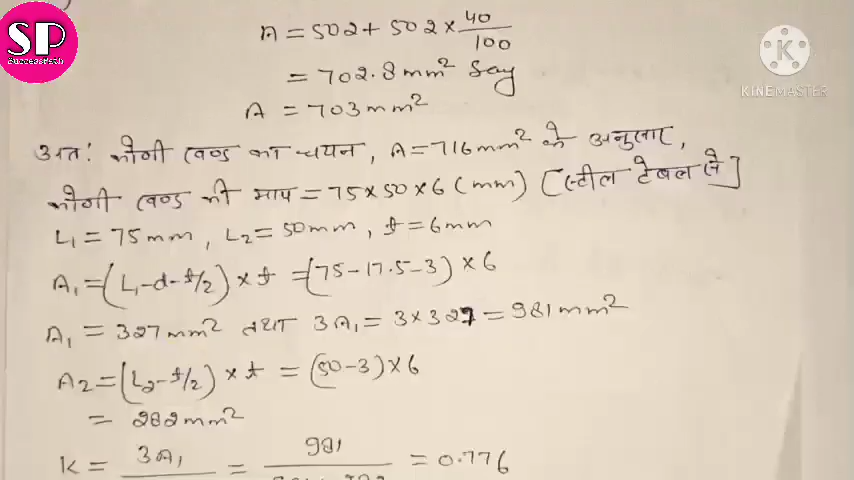 SP
Successtech
KINEMASTER
A = 502 + 502 × 40/100
= 702.8 mm² Say
A = 703 mm²
अतः कोणी खण्ड का चयन, A = 716 mm² के अनुसार,
कोणी खण्ड की माप = 75 × 50 × 6 (mm) [स्टील टेबल से]
L₁ = 75 mm, L₂ = 50 mm, t = 6 mm
A₁ = (L₁ - d - t/2) × t = (75 - 17.5 - 3) × 6
A₁ = 327 mm² तथा 3A₁ = 3 × 327 = 981 mm²
A₂ = (L₂ - t/2) × t = (50 - 3) × 6
= 282 mm²
K = 3A₁ = 981 = 0.776